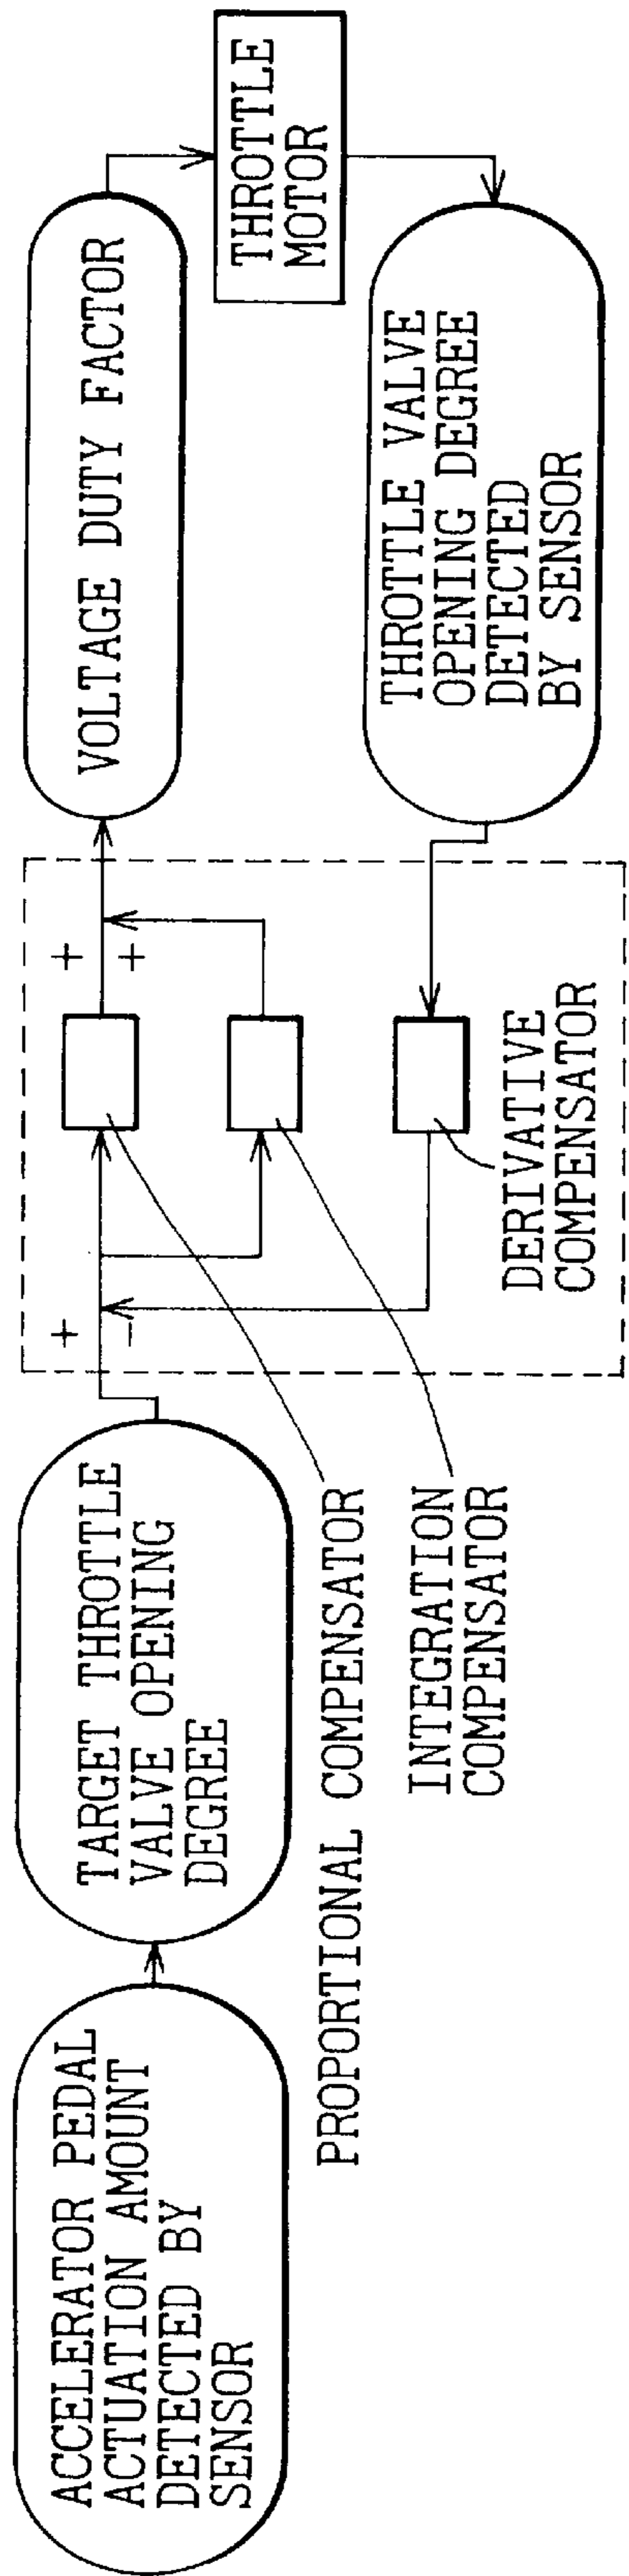 ACCELERATOR PEDAL
ACTUATION AMOUNT
DETECTED BY
SENSOR
TARGET THROTTLE
VALVE OPENING
DEGREE
+
−
PROPORTIONAL COMPENSATOR
INTEGRATION
COMPENSATOR
DERIVATIVE
COMPENSATOR
+
+
VOLTAGE DUTY FACTOR
THROTTLE
MOTOR
THROTTLE VALVE
OPENING DEGREE
DETECTED
BY SENSOR